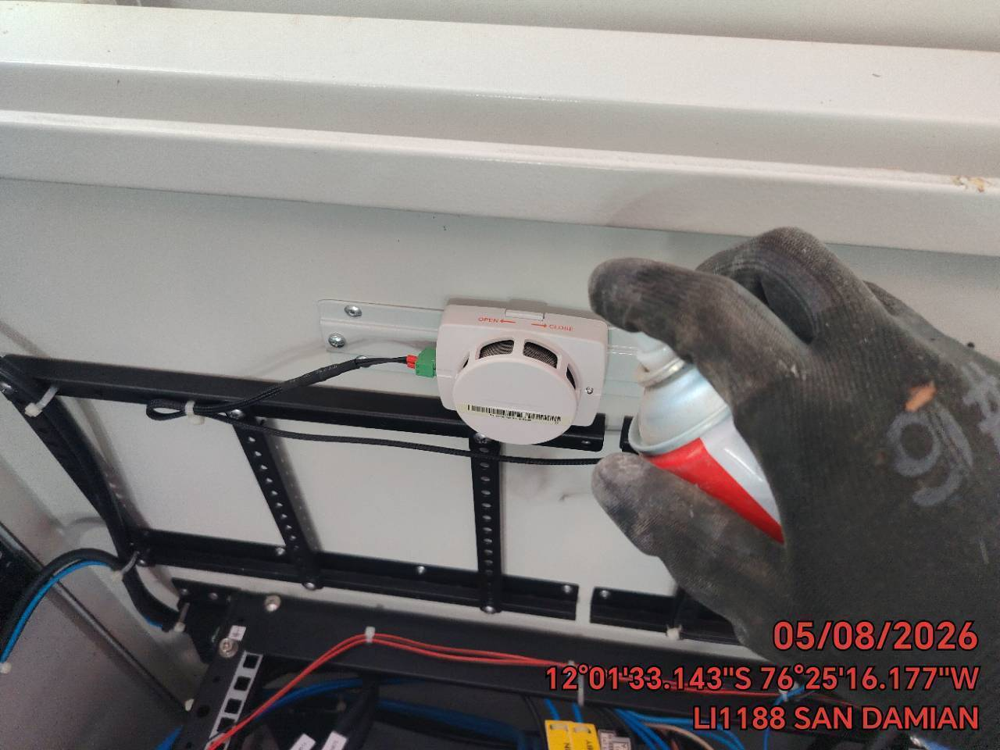 OPEN ← → CLOSE
05/08/2026
12°01'33.143"S 76°25'16.177"W
LI1188 SAN DAMIAN